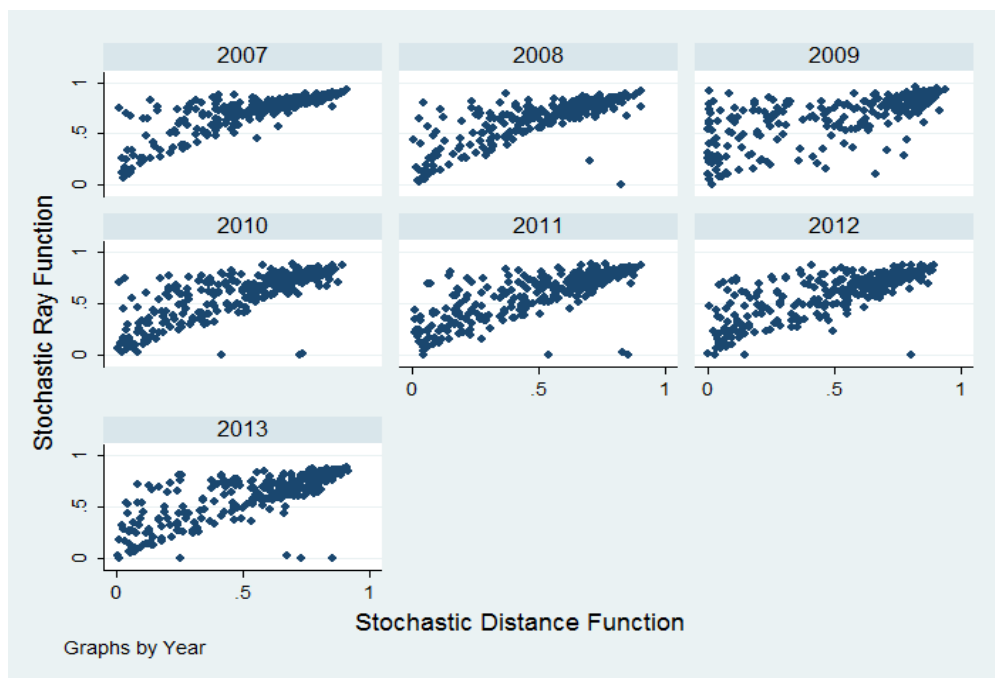 2007
2008
2009
0 .5 1
2010
2011
2012
0 .5 1
0 .5 1
0 .5 1
2013
0 .5 1
0 .5 1
Stochastic Ray Function
Stochastic Distance Function
Graphs by Year